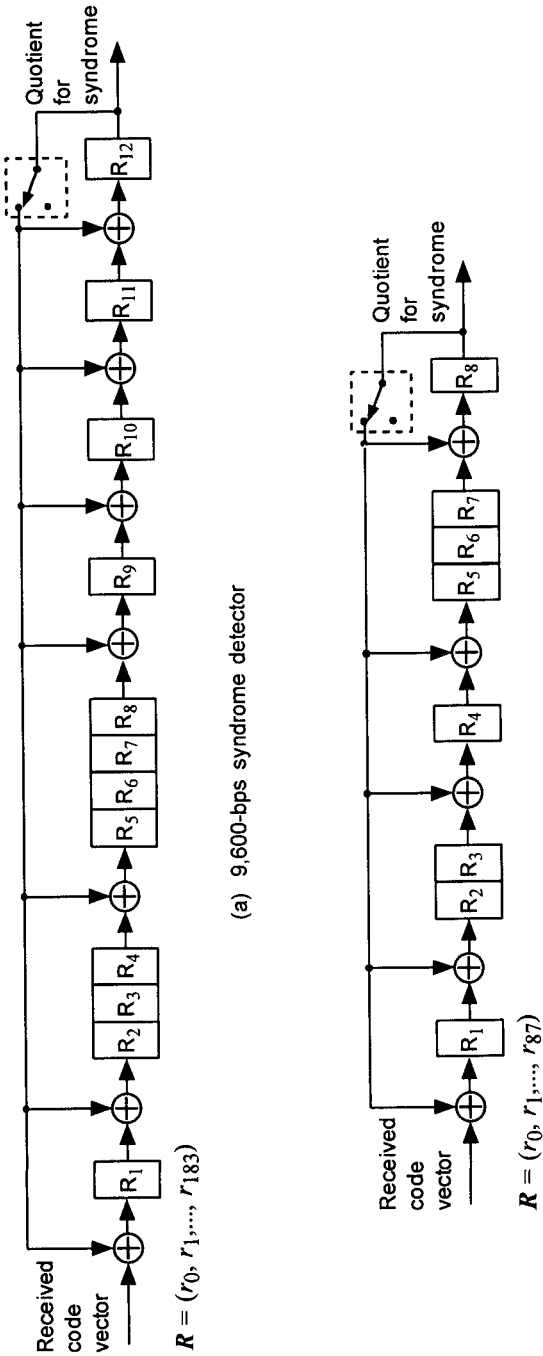 Received
code
vector
R = (r₀, r₁,..., r₁₈₃)
R₁
R₂ R₃ R₄
R₅ R₆ R₇ R₈
R₉
R₁₀
R₁₁
R₁₂
Quotient
for
syndrome
(a) 9,600-bps syndrome detector
Received
code
vector
R = (r₀, r₁,..., r₈₇)
R₁
R₂ R₃
R₄
R₅ R₆ R₇
R₈
Quotient
for
syndrome